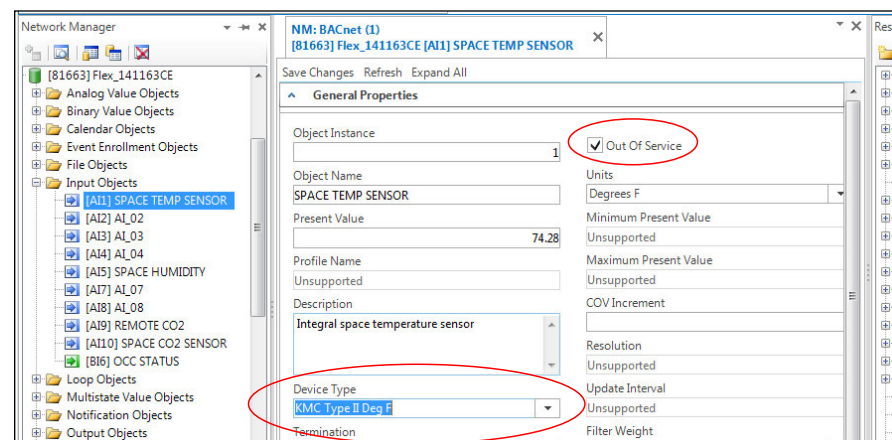 Network Manager
[81663] Flex_141163CE
Analog Value Objects
Binary Value Objects
Calendar Objects
Event Enrollment Objects
File Objects
Input Objects
[AI1] SPACE TEMP SENSOR
[AI2] AI_02
[AI3] AI_03
[AI4] AI_04
[AI5] SPACE HUMIDITY
[AI7] AI_07
[AI8] AI_08
[AI9] REMOTE CO2
[AI10] SPACE CO2 SENSOR
[BI6] OCC STATUS
Loop Objects
Multistate Value Objects
Notification Objects
Output Objects
NM: BACnet (1)
[81663] Flex_141163CE [AI1] SPACE TEMP SENSOR
Save Changes Refresh Expand All
General Properties
Object Instance
1
Object Name
SPACE TEMP SENSOR
Present Value
74.28
Profile Name
Unsupported
Description
Integral space temperature sensor
Device Type
KMC Type II Deg F
Termination
Out Of Service
Units
Degrees F
Minimum Present Value
Unsupported
Maximum Present Value
Unsupported
COV Increment
Resolution
Unsupported
Update Interval
Unsupported
Filter Weight
Res